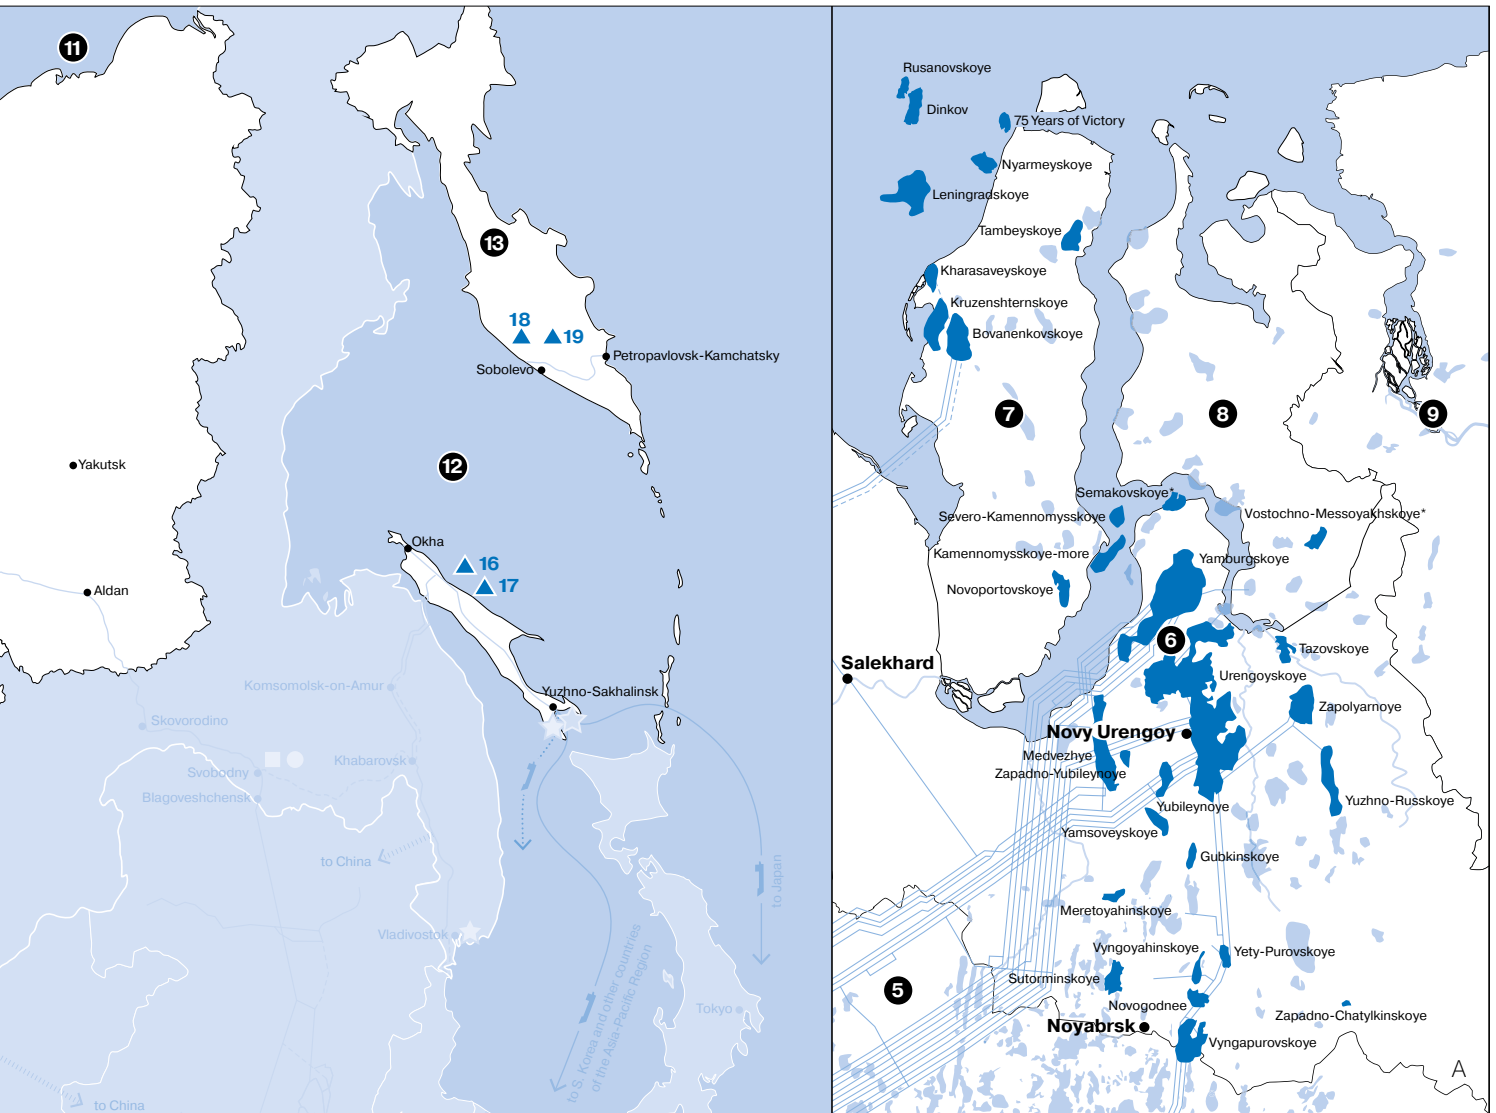 11
13
18
19
Petropavlovsk-Kamchatsky
Sobolevo
12
Yakutsk
Okha
16
17
Aldan
Yuzhno-Sakhalinsk
Komsomolsk-on-Amur
Skovorodino
Khabarovsk
Svobodny
Blagoveshchensk
to China
Vladivostok
to Japan
to S. Korea and other countries
of the Asia-Pacific Region
Tokyo
to China
Rusanovskoye
Dinkov
75 Years of Victory
Nyarmeyskoye
Leningradskoye
Tambeyskoye
Kharasaveyskoye
Kruzenshternskoye
Bovanenkovskoye
7
8
9
Semakovskoye*
Severo-Kamennomysskoye
Vostochno-Messoyakhskoye*
Kamennomysskoye-more
Yamburgskoye
Novoportovskoye
6
Tazovskoye
Salekhard
Urengoyskoye
Zapolyarnoye
Novy Urengoy
Medvezhye
Zapadno-Yubileynoye
Yubileynoye
Yuzhno-Russkoye
Yamsoveyskoye
Gubkinskoye
Meretoyahinskoye
Vyngoyahinskoye
Yety-Purovskoye
Sutorminskoye
5
Novogodnee
Zapadno-Chatylkinskoye
Noyabrsk
Vyngapurovskoye
A